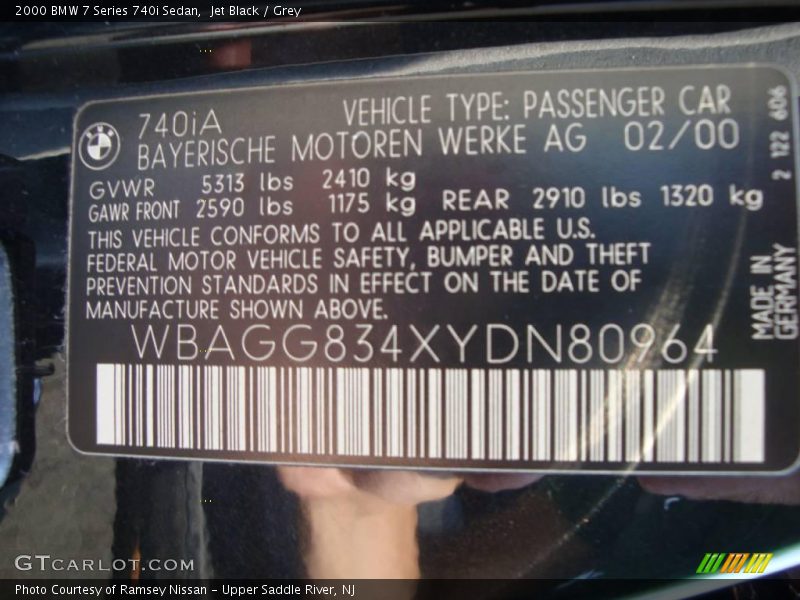 2000 BMW 7 Series 740i Sedan, Jet Black / Grey
BMW
740iA VEHICLE TYPE: PASSENGER CAR
BAYERISCHE MOTOREN WERKE AG 02/00
GVWR 5313 lbs 2410 kg
GAWR FRONT 2590 lbs 1175 kg REAR 2910 lbs 1320 kg
THIS VEHICLE CONFORMS TO ALL APPLICABLE U.S.
FEDERAL MOTOR VEHICLE SAFETY, BUMPER AND THEFT
PREVENTION STANDARDS IN EFFECT ON THE DATE OF
MANUFACTURE SHOWN ABOVE.
WBAGG834XYDN80964
2 122 606
MADE IN
GERMANY
GTCARLOT.COM
Photo Courtesy of Ramsey Nissan - Upper Saddle River, NJ